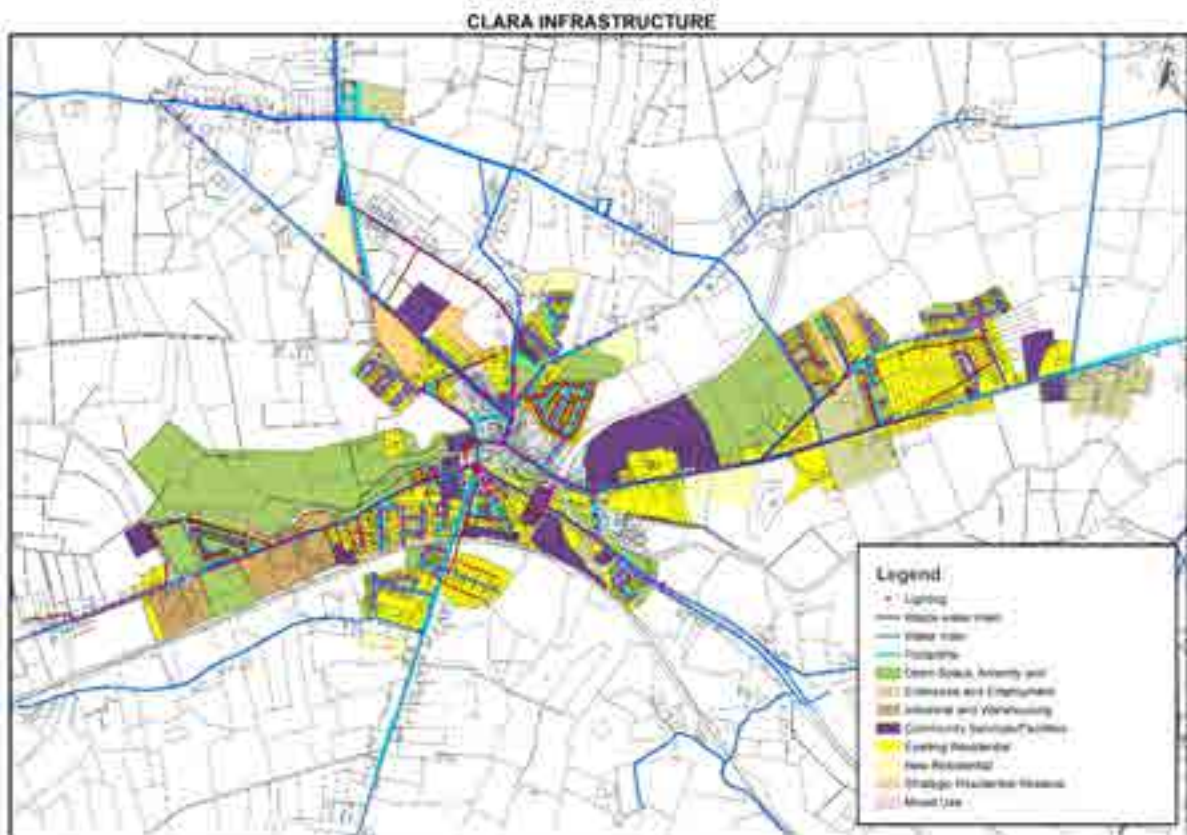 CLARA INFRASTRUCTURE
Legend
Lighting
Waste water main
Water main
Footpaths
Open Space, Amenity and
Enterprise and Employment
Industrial and Warehousing
Community Services/Facilities
Existing Residential
New Residential
Strategic Residential Reserve
Mixed Use